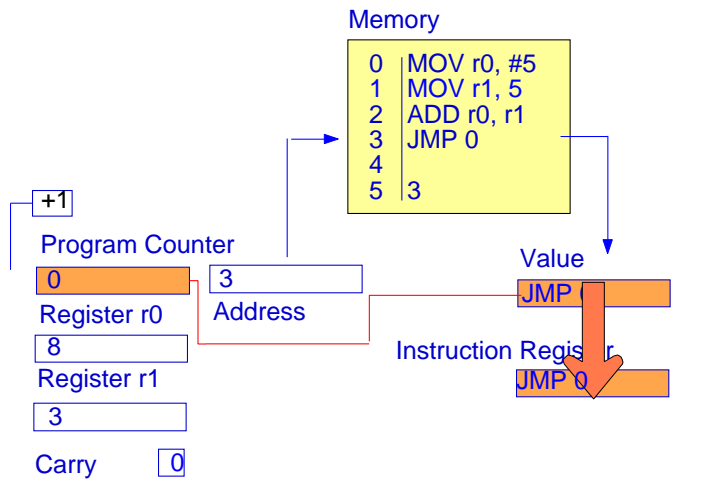 Memory
0 MOV r0, #5
1 MOV r1, 5
2 ADD r0, r1
3 JMP 0
4
5 3
+1
Program Counter
0
3
Value
JMP 0
Register r0
Address
8
Instruction Register
JMP 0
Register r1
3
Carry 0